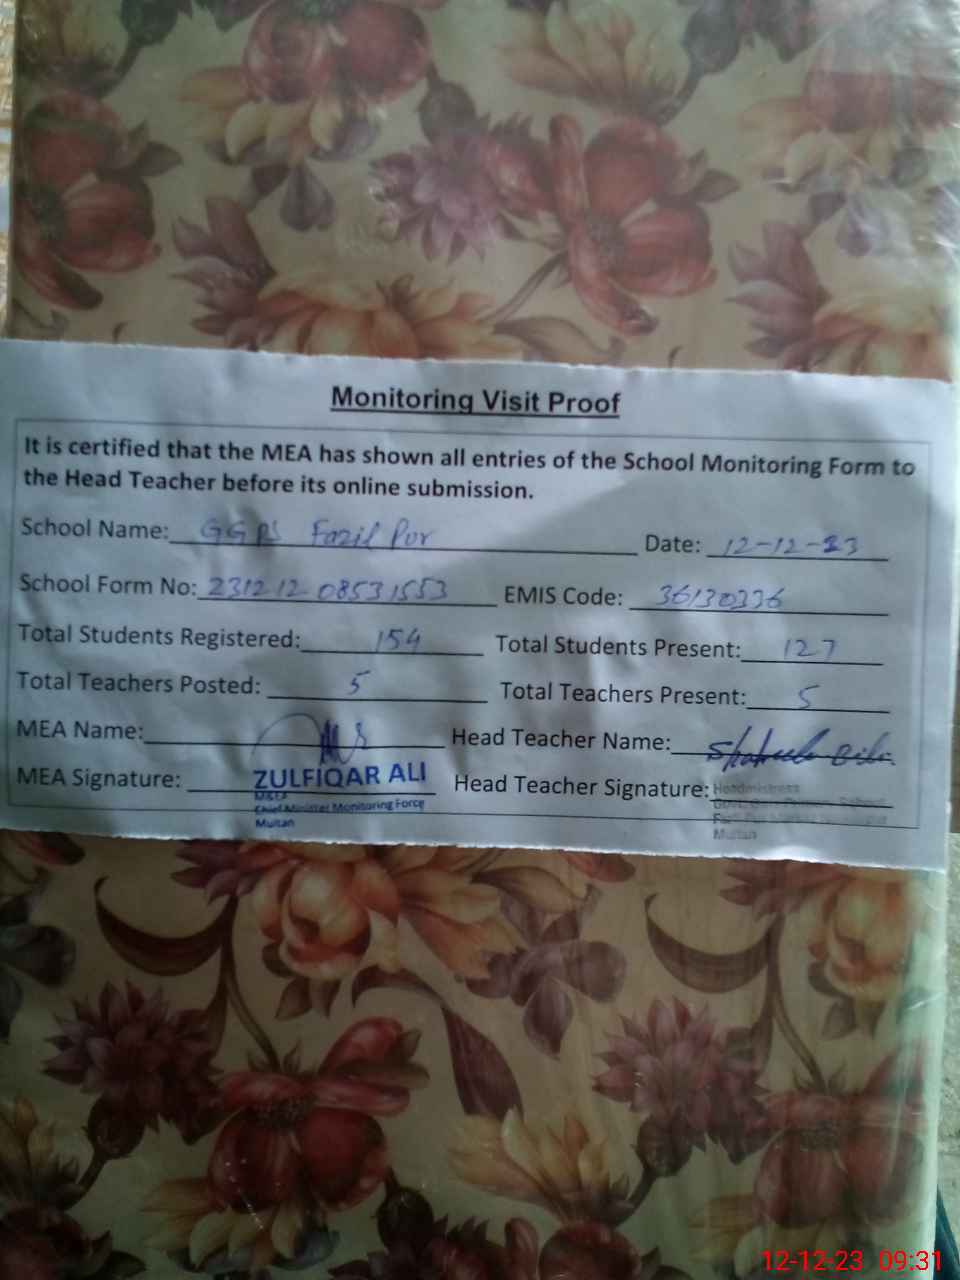 Monitoring Visit Proof
It is certified that the MEA has shown all entries of the School Monitoring Form to
the Head Teacher before its online submission.
School Name: GGPS Fazil Pur Date: 12-12-23
School Form No: 2312 12 08531553 EMIS Code: 36130336
Total Students Registered: 154 Total Students Present: 127
Total Teachers Posted: 5 Total Teachers Present: 5
MEA Name: Head Teacher Name:
MEA Signature: ZULFIQAR ALI Head Teacher Signature: Headmistress
M&EA
Chief Minister Monitoring Force
Multan Multan
12-12-23 09:31